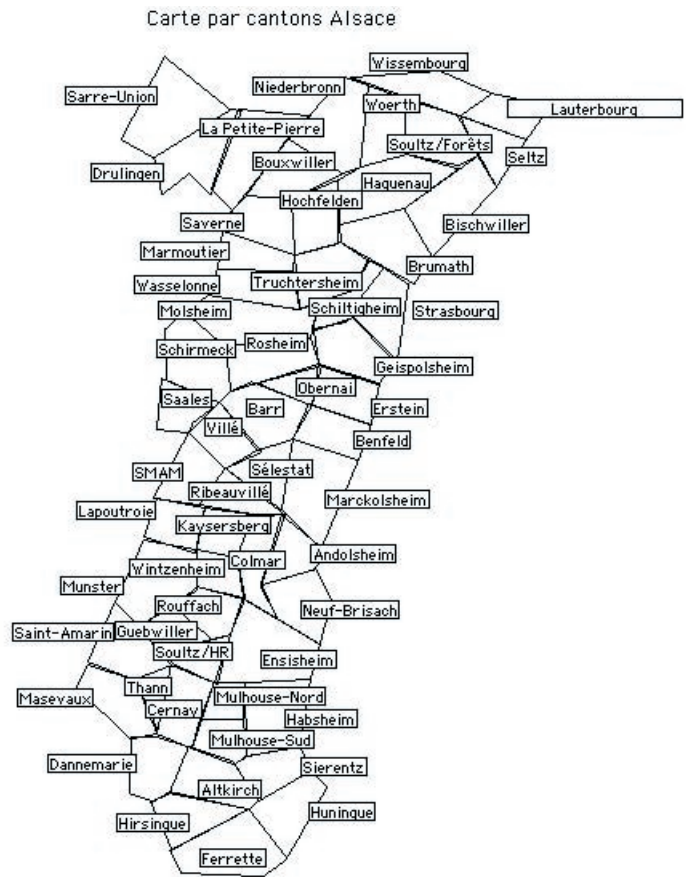 Carte par cantons Alsace
Wissembourg
Niederbronn
Sarre-Union
Woerth
Lauterbourg
La Petite-Pierre
Soultz/Forêts
Seltz
Bouxwiller
Drulingen
Haguenau
Hochfelden
Saverne
Bischwiller
Marmoutier
Brumath
Truchtersheim
Wasselonne
Schiltigheim
Molsheim
Strasbourg
Rosheim
Schirmeck
Geispolsheim
Obernai
Saales
Barr
Erstein
Villé
Benfeld
Sélestat
SMAM
Ribeauvillé
Marckolsheim
Lapoutroie
Kaysersberg
Andolsheim
Colmar
Wintzenheim
Munster
Rouffach
Neuf-Brisach
Saint-Amarin
Guebwiller
Soultz/HR
Ensisheim
Thann
Mulhouse-Nord
Masevaux
Cernay
Habsheim
Mulhouse-Sud
Dannemarie
Sierentz
Altkirch
Huningue
Hirsingue
Ferrette